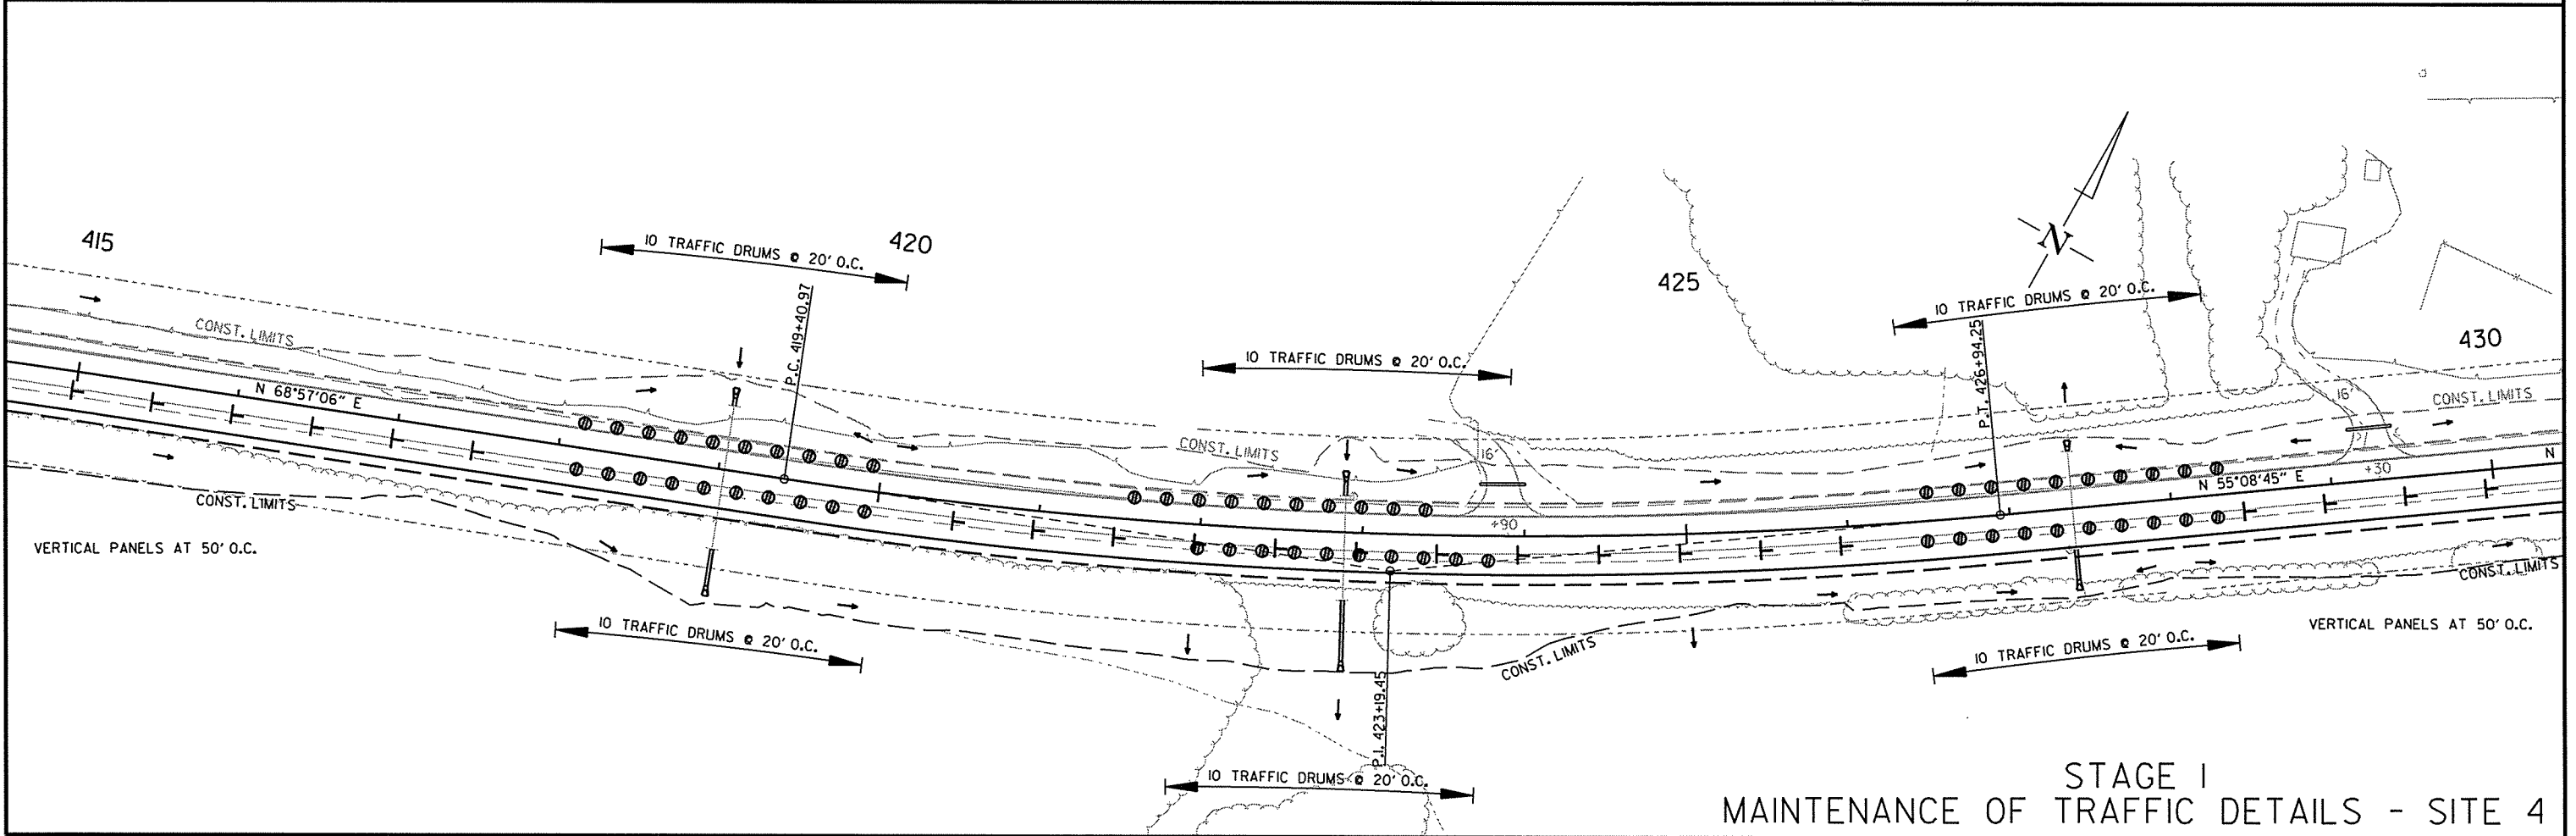 415
10 TRAFFIC DRUMS @ 20' O.C.
420
P.C. 419+40.97
425
N
10 TRAFFIC DRUMS @ 20' O.C.
P.T. 426+94.25
430
CONST. LIMITS
N 68°57'06" E
10 TRAFFIC DRUMS @ 20' O.C.
CONST. LIMITS
16'
16'
CONST. LIMITS
+90
N 55°08'45" E
+30
N
CONST. LIMITS
VERTICAL PANELS AT 50' O.C.
10 TRAFFIC DRUMS @ 20' O.C.
P.I. 423+19.45
CONST. LIMITS
CONST. LIMITS
VERTICAL PANELS AT 50' O.C.
10 TRAFFIC DRUMS @ 20' O.C.
10 TRAFFIC DRUMS @ 20' O.C.
STAGE 1
MAINTENANCE OF TRAFFIC DETAILS - SITE 4